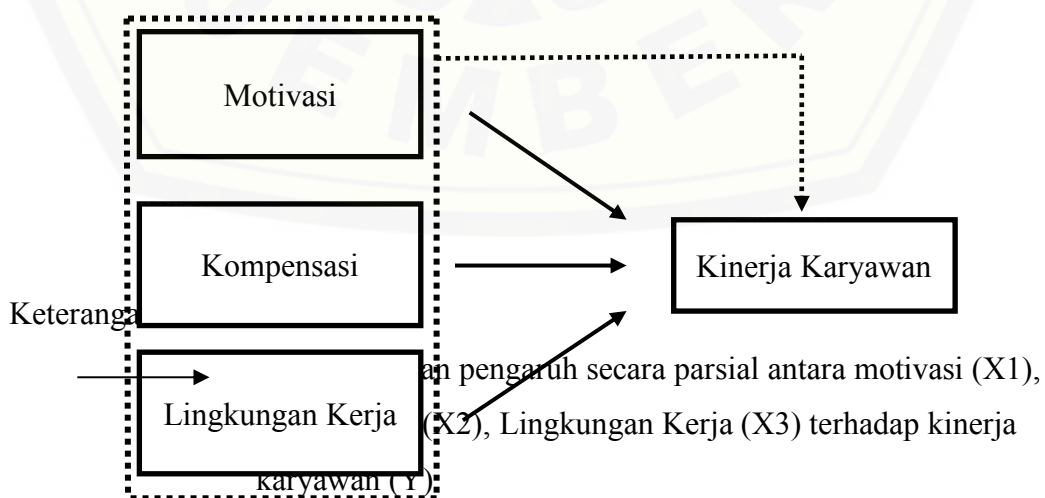 EMBER
Motivasi
Kompensasi
Kinerja Karyawan
Keteranga
an pengaruh secara parsial antara motivasi (X1),
Lingkungan Kerja
(X2), Lingkungan Kerja (X3) terhadap kinerja
karyawan (Y)